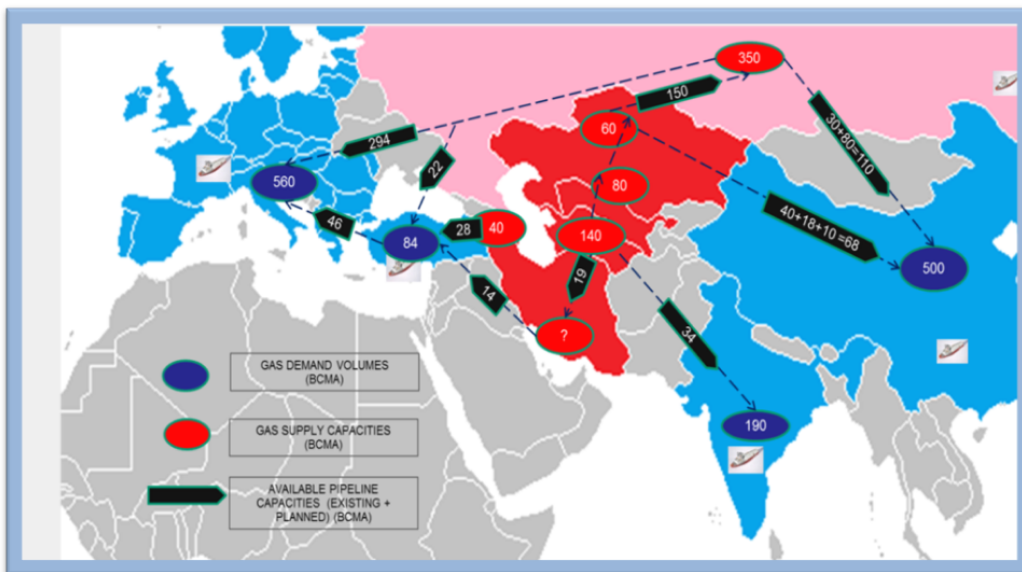 350
150
60
294
30+80=110
22
560
80
46
28
40
84
140
40+18+10 =68
500
19
14
34
?
190
GAS DEMAND VOLUMES
(BCMA)
GAS SUPPLY CAPACITIES
(BCMA)
AVAILABLE PIPELINE
CAPACITIES (EXISTING +
PLANNED) (BCMA)